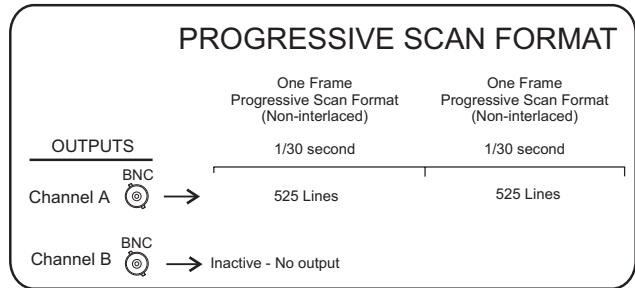 PROGRESSIVE SCAN FORMAT
One Frame
Progressive Scan Format
(Non-interlaced)
One Frame
Progressive Scan Format
(Non-interlaced)
OUTPUTS
1/30 second
1/30 second
BNC
Channel A
525 Lines
525 Lines
BNC
Channel B
Inactive - No output